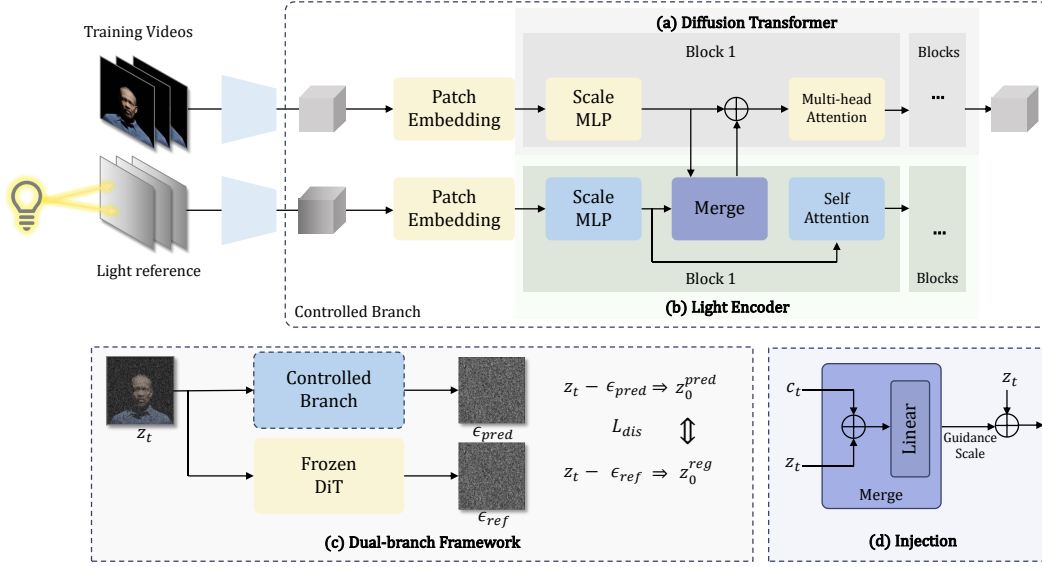 (a) Diffusion Transformer
Training Videos
Block 1
Blocks
Patch
Embedding
Scale
MLP
Multi-head
Attention
...
Patch
Embedding
Scale
MLP
Merge
Self
Attention
...
Light reference
Block 1
Blocks
Controlled Branch
(b) Light Encoder
Controlled
Branch
z_t
ϵ_pred
Frozen
DiT
ϵ_ref
z_t − ϵ_pred ⇒ z_0^pred
L_dis ⇕
z_t − ϵ_ref ⇒ z_0^reg
(c) Dual-branch Framework
c_t
z_t
Linear
z_t
Guidance
Scale
Merge
(d) Injection